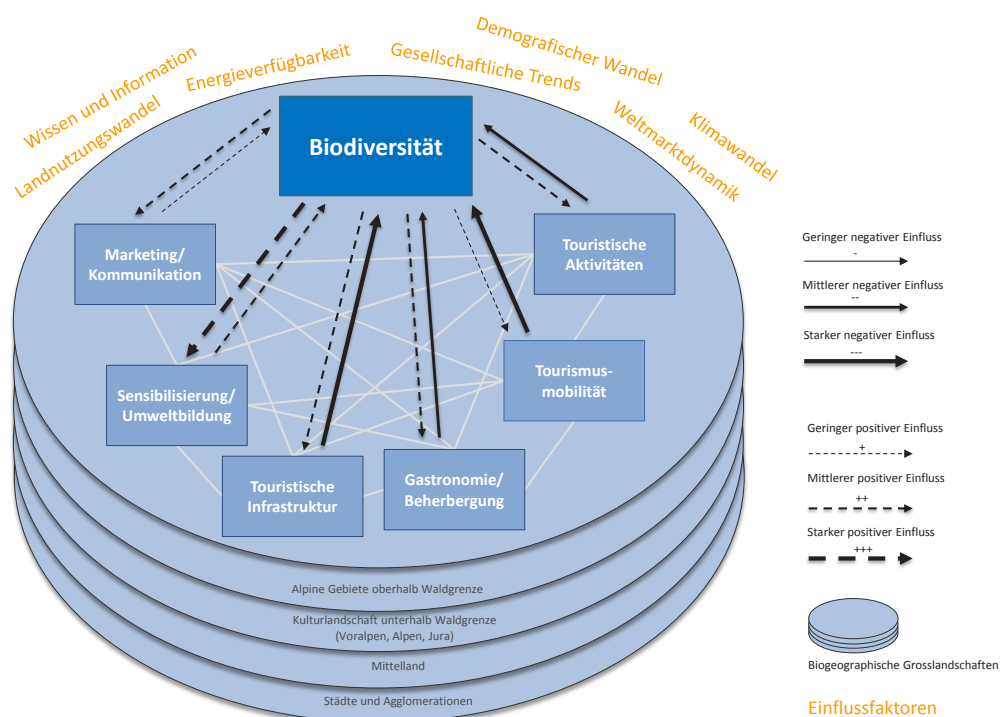 Wissen und Information
Landnutzungswandel
Energieverfügbarkeit
Gesellschaftliche Trends
Demografischer Wandel
Weltmarktdynamik
Klimawandel
Biodiversität
Marketing/
Kommunikation
Touristische
Aktivitäten
Sensibilisierung/
Umweltbildung
Tourismus-
mobilität
Touristische
Infrastruktur
Gastronomie/
Beherbergung
Alpine Gebiete oberhalb Waldgrenze
Kulturlandschaft unterhalb Waldgrenze
(Voralpen, Alpen, Jura)
Mittelland
Städte und Agglomerationen
Geringer negativer Einfluss
-
Mittlerer negativer Einfluss
--
Starker negativer Einfluss
---
Geringer positiver Einfluss
+
Mittlerer positiver Einfluss
++
Starker positiver Einfluss
+++
Biogeographische Grosslandschaften
Einflussfaktoren